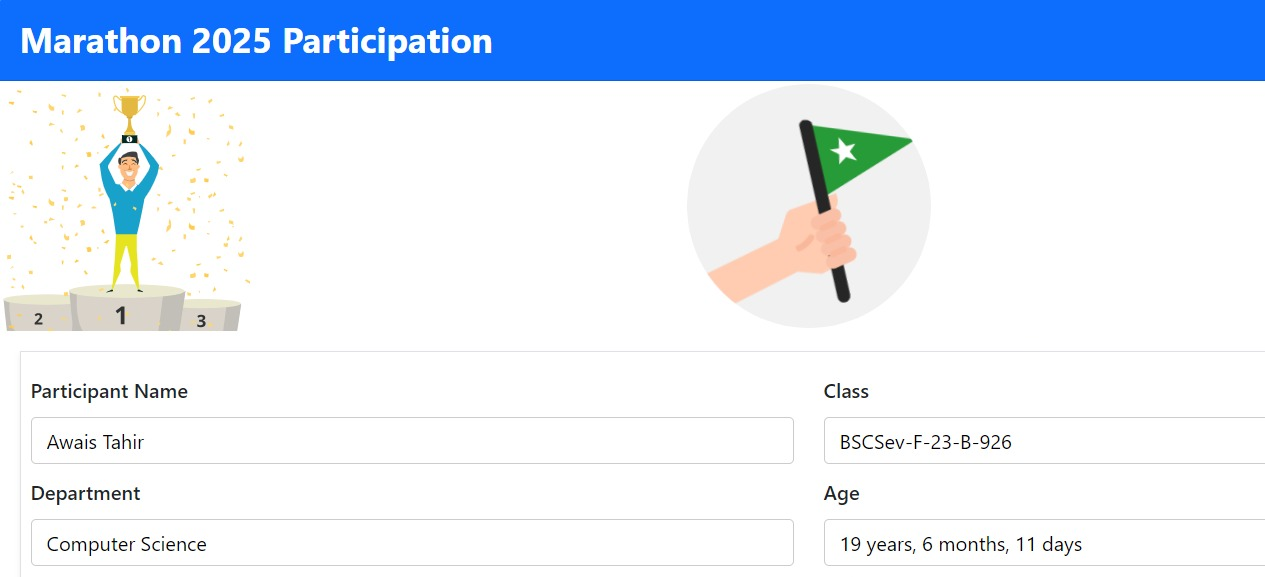 Marathon 2025 Participation
1
2
1
3
Participant Name
Class
Awais Tahir
BSCSev-F-23-B-926
Department
Age
Computer Science
19 years, 6 months, 11 days